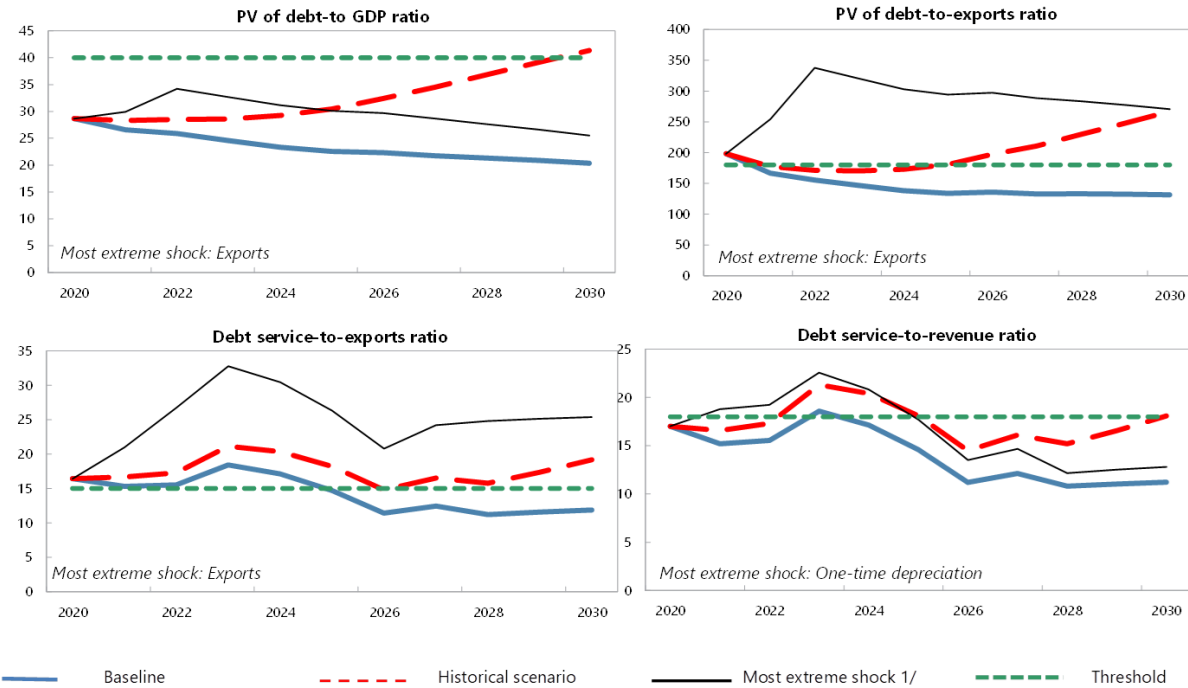 PV of debt-to GDP ratio
45
40
35
30
25
20
15
10
5
0
Most extreme shock: Exports
2020 2022 2024 2026 2028 2030
PV of debt-to-exports ratio
400
350
300
250
200
150
100
50
0
Most extreme shock: Exports
2020 2022 2024 2026 2028 2030
Debt service-to-exports ratio
35
30
25
20
15
10
5
0
Most extreme shock: Exports
2020 2022 2024 2026 2028 2030
Debt service-to-revenue ratio
25
20
15
10
5
0
Most extreme shock: One-time depreciation
2020 2022 2024 2026 2028 2030
Baseline Historical scenario Most extreme shock 1/ Threshold